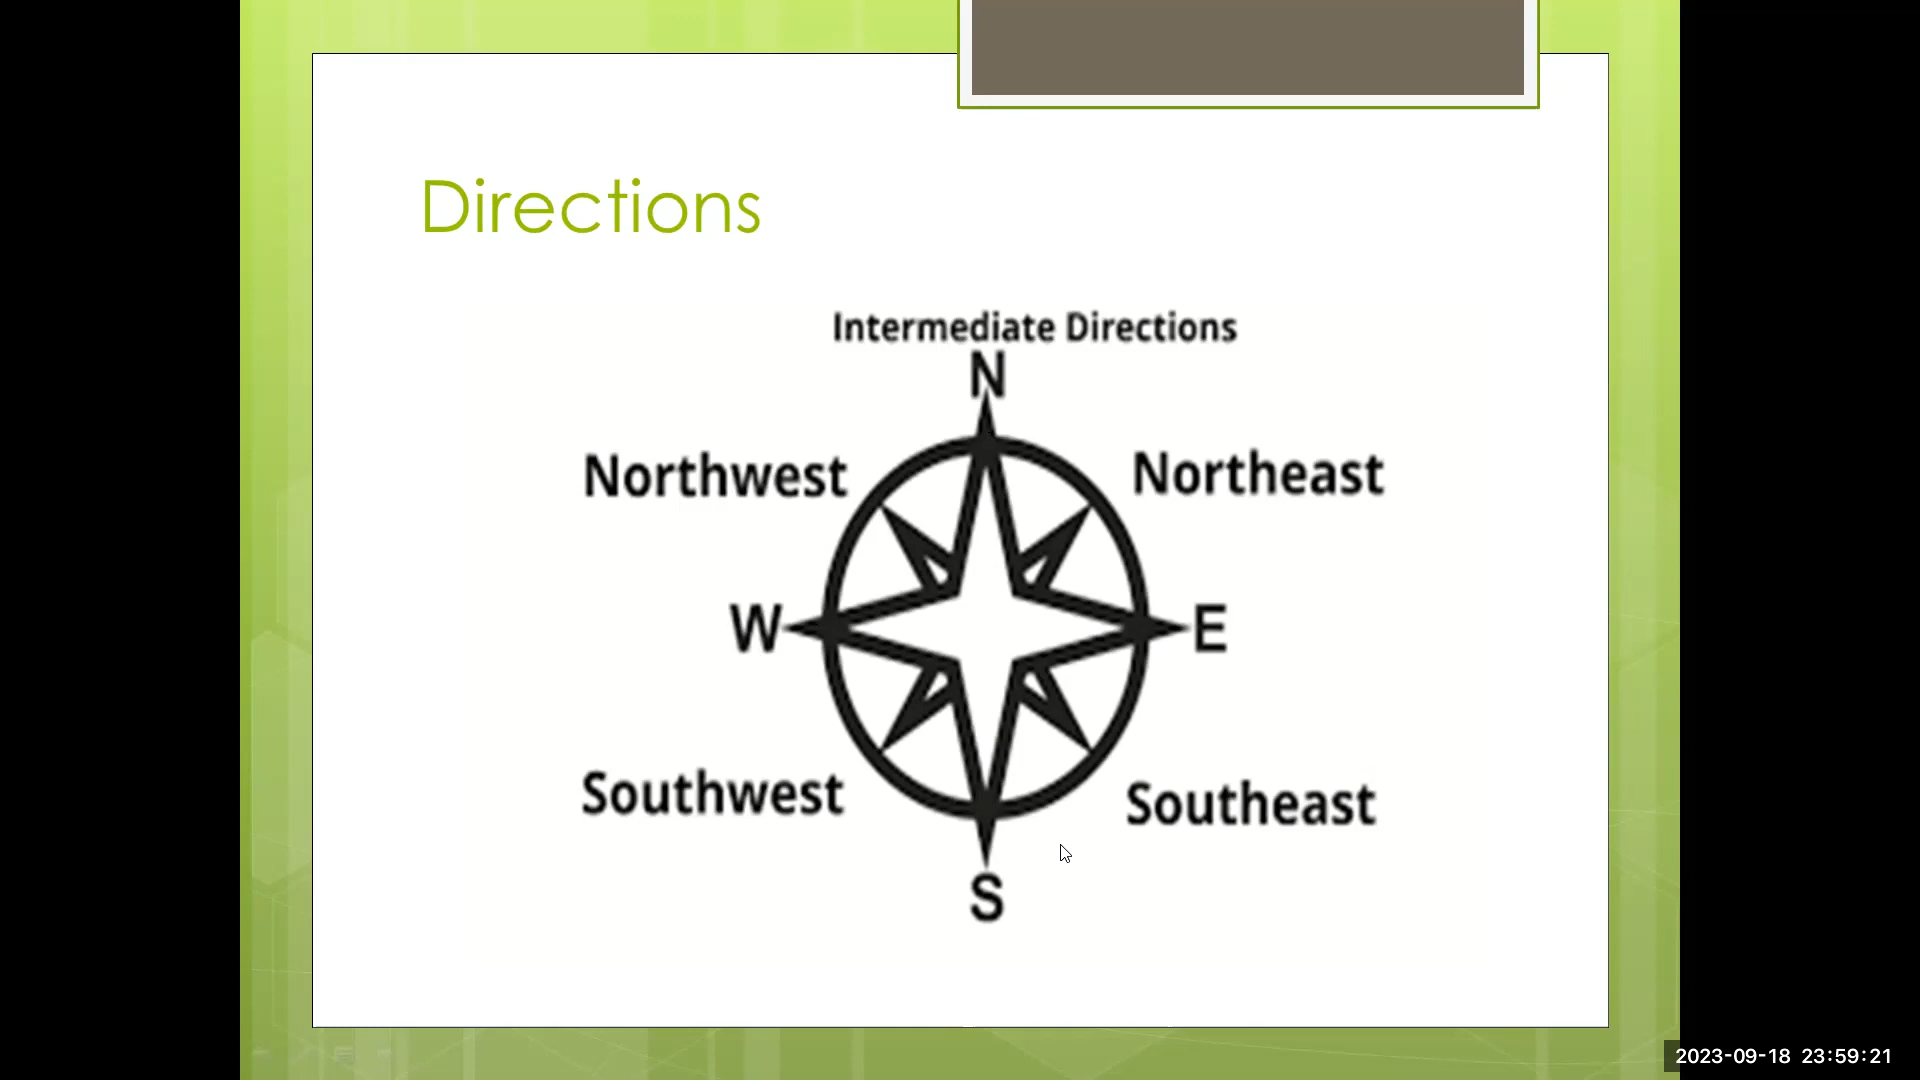 Directions
Intermediate Directions
N
Northwest
Northeast
W
E
Southwest
Southeast
S
2023-09-18 23:59:21